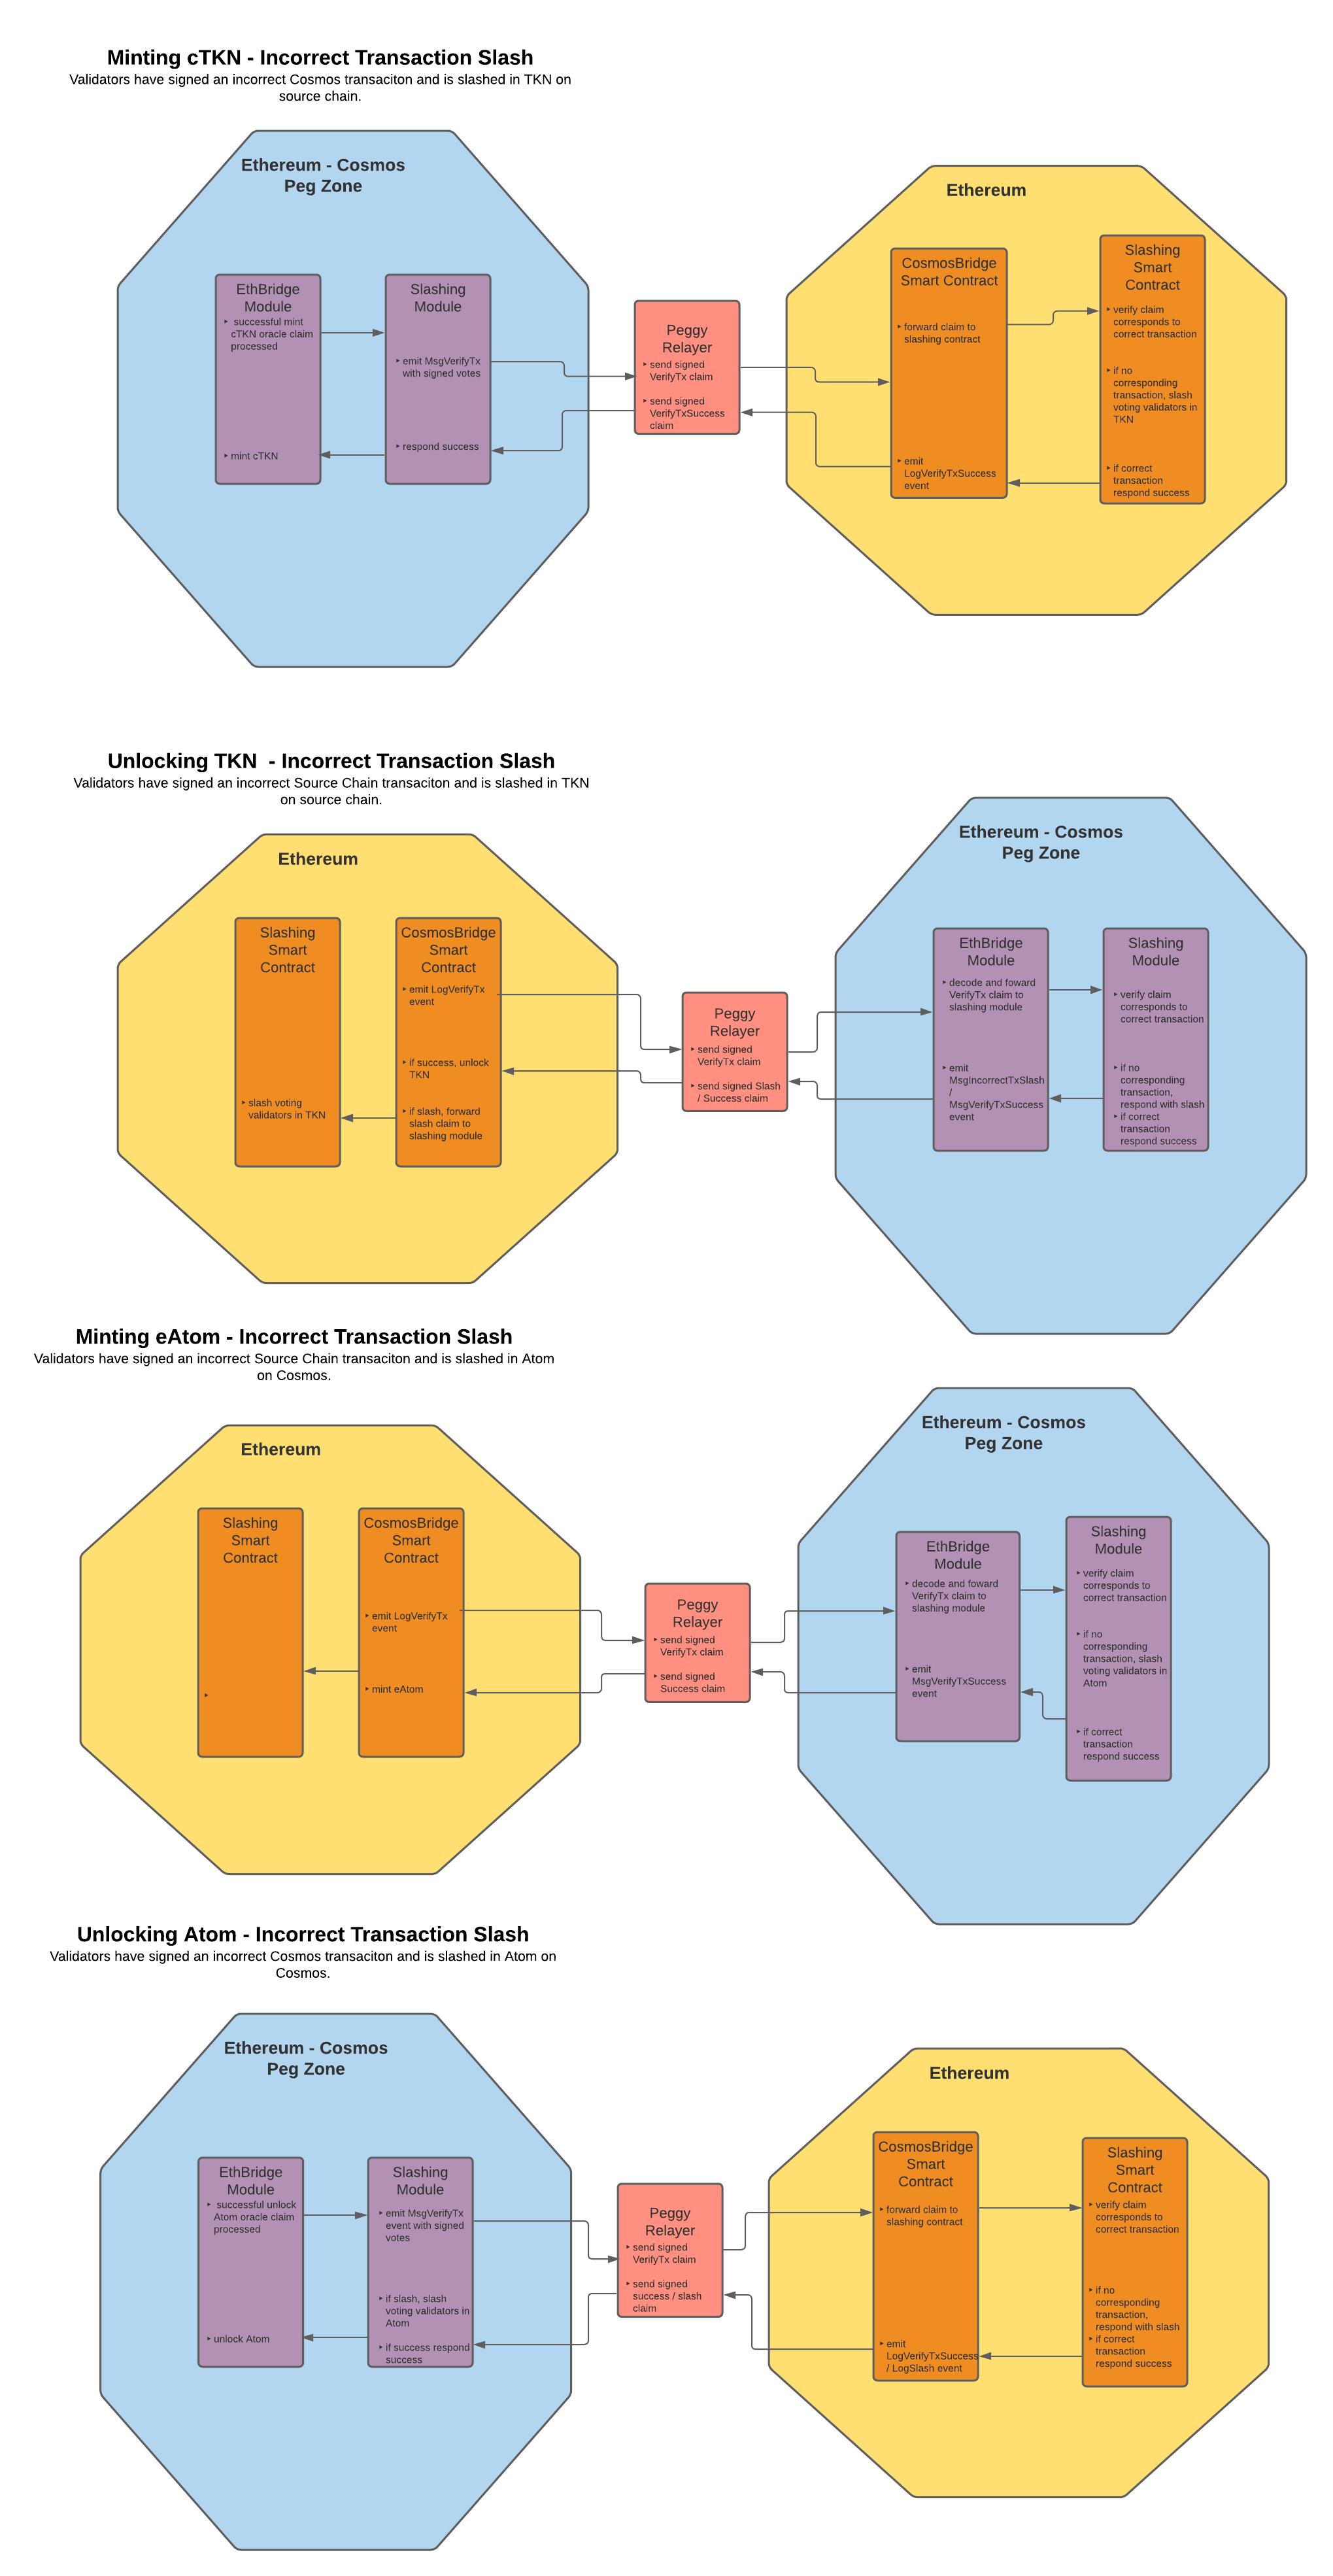 Minting cTKN - Incorrect Transaction Slash
Validators have signed an incorrect Cosmos transaciton and is slashed in TKN on
source chain.
Ethereum - Cosmos
Peg Zone
EthBridge
Module
‣ successful mint
cTKN oracle claim
processed
‣ mint cTKN
Slashing
Module
‣ emit MsgVerifyTx
with signed votes
‣ respond success
Peggy
Relayer
‣ send signed
VerifyTx claim
‣ send signed
VerifyTxSuccess
claim
Ethereum
CosmosBridge
Smart Contract
‣ forward claim to
slashing contract
‣ emit
LogVerifyTxSuccess
event
Slashing
Smart
Contract
‣ verify claim
corresponds to
correct transaction
‣ if no
corresponding
transaction, slash
voting validators in
TKN
‣ if correct
transaction
respond success
Unlocking TKN  - Incorrect Transaction Slash
Validators have signed an incorrect Source Chain transaciton and is slashed in TKN
on source chain.
Ethereum
Slashing
Smart
Contract
‣ slash voting
validators in TKN
CosmosBridge
Smart
Contract
‣ emit LogVerifyTx
event
‣ if success, unlock
TKN
‣ if slash, forward
slash claim to
slashing module
Peggy
Relayer
‣ send signed
VerifyTx claim
‣ send signed Slash
/ Success claim
Ethereum - Cosmos
Peg Zone
EthBridge
Module
‣ decode and foward
VerifyTx claim to
slashing module
‣ emit
MsgIncorrectTxSlash
/
MsgVerifyTxSuccess
event
Slashing
Module
‣ verify claim
corresponds to
correct transaction
‣ if no
corresponding
transaction,
respond with slash
‣ if correct
transaction
respond success
Minting eAtom - Incorrect Transaction Slash
Validators have signed an incorrect Source Chain transaciton and is slashed in Atom
on Cosmos.
Ethereum
Slashing
Smart
Contract
‣
CosmosBridge
Smart
Contract
‣ emit LogVerifyTx
event
‣ mint eAtom
Peggy
Relayer
‣ send signed
VerifyTx claim
‣ send signed
Success claim
Ethereum - Cosmos
Peg Zone
EthBridge
Module
‣ decode and foward
VerifyTx claim to
slashing module
‣ emit
MsgVerifyTxSuccess
event
Slashing
Module
‣ verify claim
corresponds to
correct transaction
‣ if no
corresponding
transaction, slash
voting validators in
Atom
‣ if correct
transaction
respond success
Unlocking Atom - Incorrect Transaction Slash
Validators have signed an incorrect Cosmos transaciton and is slashed in Atom on
Cosmos.
Ethereum - Cosmos
Peg Zone
EthBridge
Module
‣ successful unlock
Atom oracle claim
processed
‣ unlock Atom
Slashing
Module
‣ emit MsgVerifyTx
event with signed
votes
‣ if slash, slash
voting validators in
Atom
‣ if success respond
success
Peggy
Relayer
‣ send signed
VerifyTx claim
‣ send signed
success / slash
claim
Ethereum
CosmosBridge
Smart
Contract
‣ forward claim to
slashing contract
‣ emit
LogVerifyTxSuccess
/ LogSlash event
Slashing
Smart
Contract
‣ verify claim
corresponds to
correct transaction
‣ if no
corresponding
transaction,
respond with slash
‣ if correct
transaction
respond success